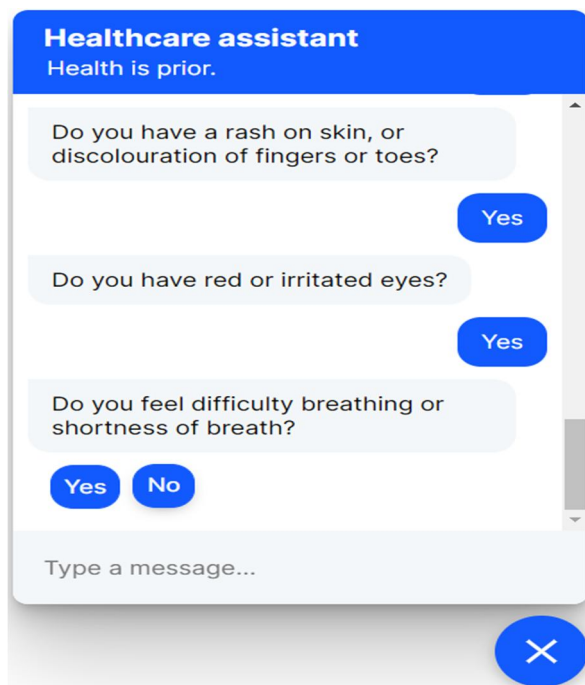 Healthcare assistant
Health is prior.
Do you have a rash on skin, or
discolouration of fingers or toes?
Yes
Do you have red or irritated eyes?
Yes
Do you feel difficulty breathing or
shortness of breath?
Yes No
Type a message...